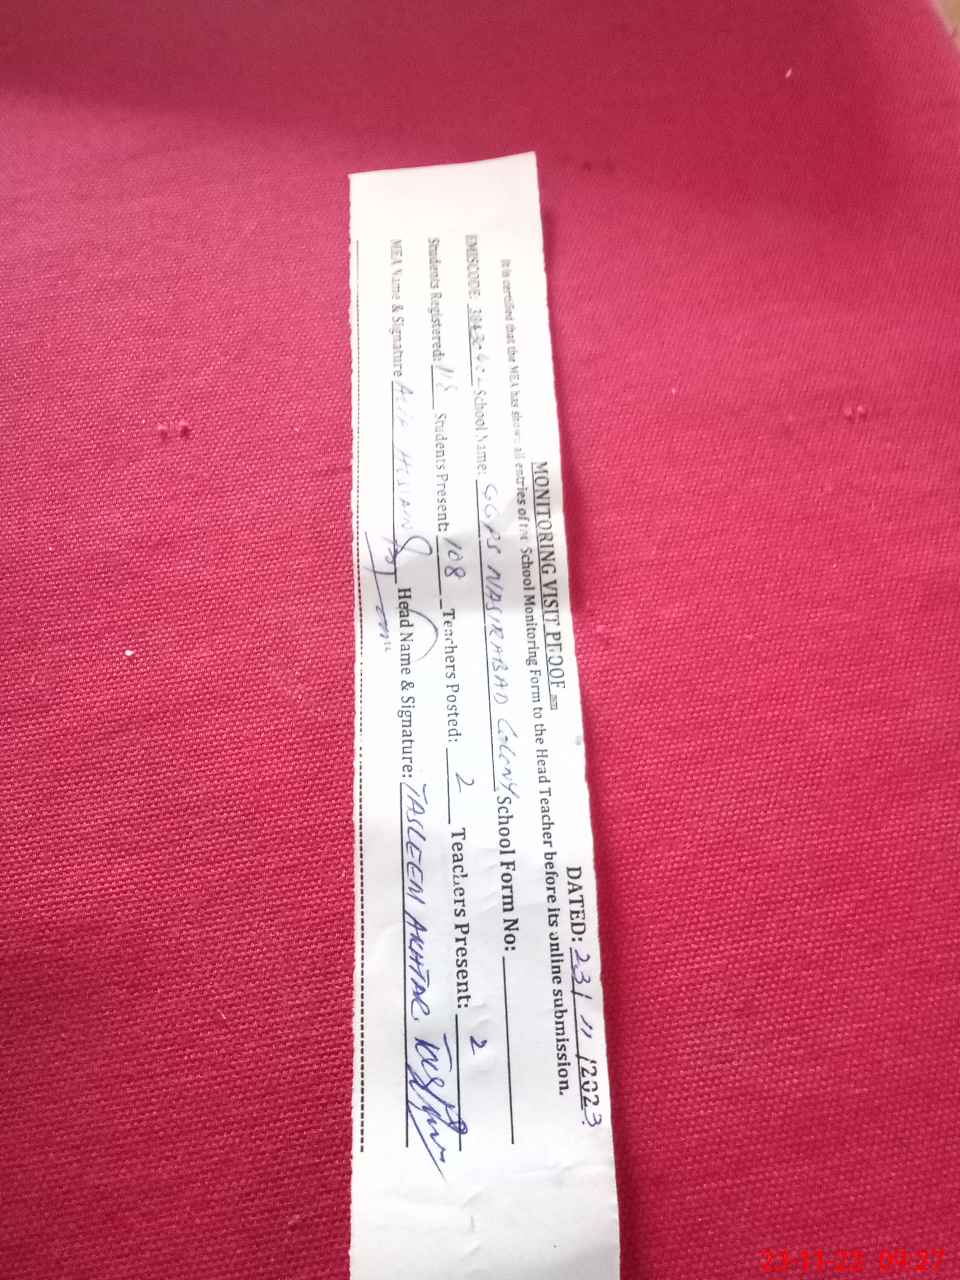 MONITORING VISIT PROOF
DATED: 23/11/2023
It is certified that the MEA has shown all entries of the School Monitoring Form to the Head Teacher before its online submission.
EMISCODE: School Name: GGPS NASIRABAD COLONY School Form No:
Students Registered: 118 Students Present: 108 Teachers Posted: 2 Teachers Present: 2
MEA Name & Signature Head Name & Signature: TASLEEM AKHTAR
23-11-23 09:27